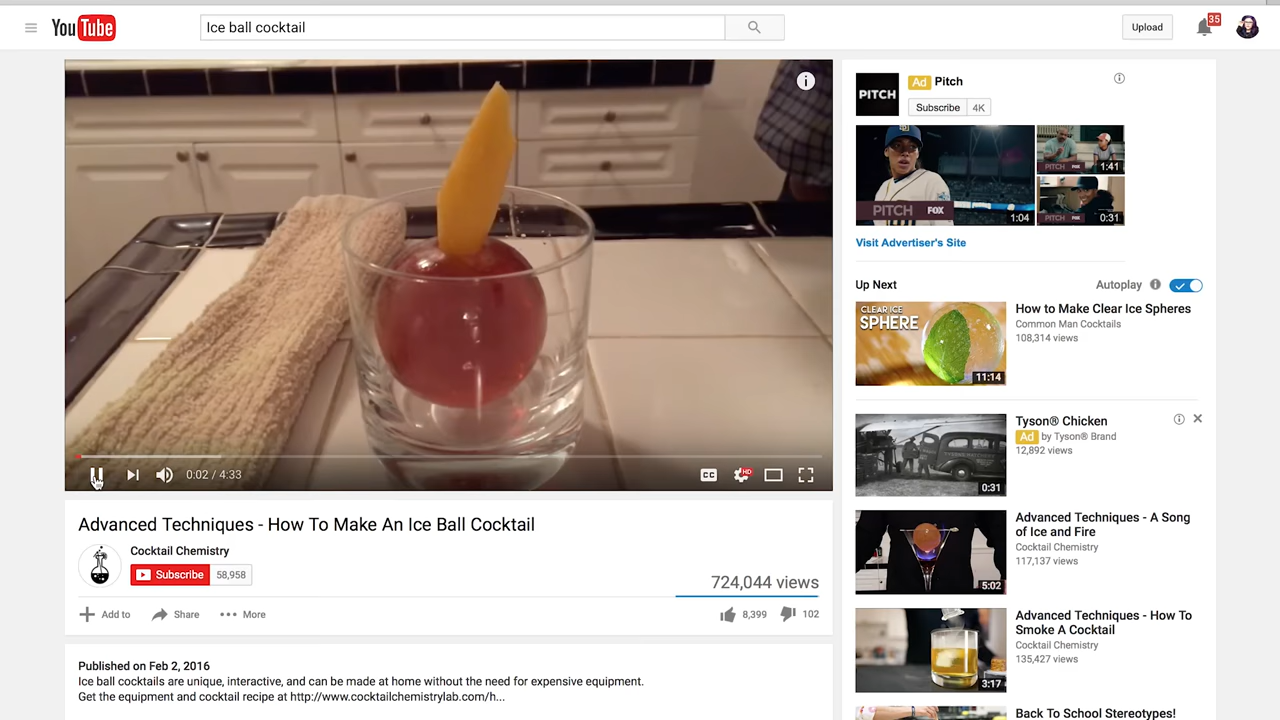 YouTube
Ice ball cocktail
Upload
35
0:02 / 4:33
CC
HD
Advanced Techniques - How To Make An Ice Ball Cocktail
Cocktail Chemistry
Subscribe 58,958
724,044 views
Add to Share More
8,399 102
Published on Feb 2, 2016
Ice ball cocktails are unique, interactive, and can be made at home without the need for expensive equipment.
Get the equipment and cocktail recipe at http://www.cocktailchemistrylab.com/h...
PITCH
Ad Pitch
Subscribe 4K
PITCH FOX
1:04
PITCH FOX
1:41
PITCH FOX
0:31
Visit Advertiser's Site
Up Next
Autoplay
CLEAR ICE
SPHERE
11:14
How to Make Clear Ice Spheres
Common Man Cocktails
108,314 views
0:31
Tyson® Chicken
Ad by Tyson® Brand
12,892 views
5:02
Advanced Techniques - A Song
of Ice and Fire
Cocktail Chemistry
117,137 views
3:17
Advanced Techniques - How To
Smoke A Cocktail
Cocktail Chemistry
135,427 views
Back To School Stereotypes!